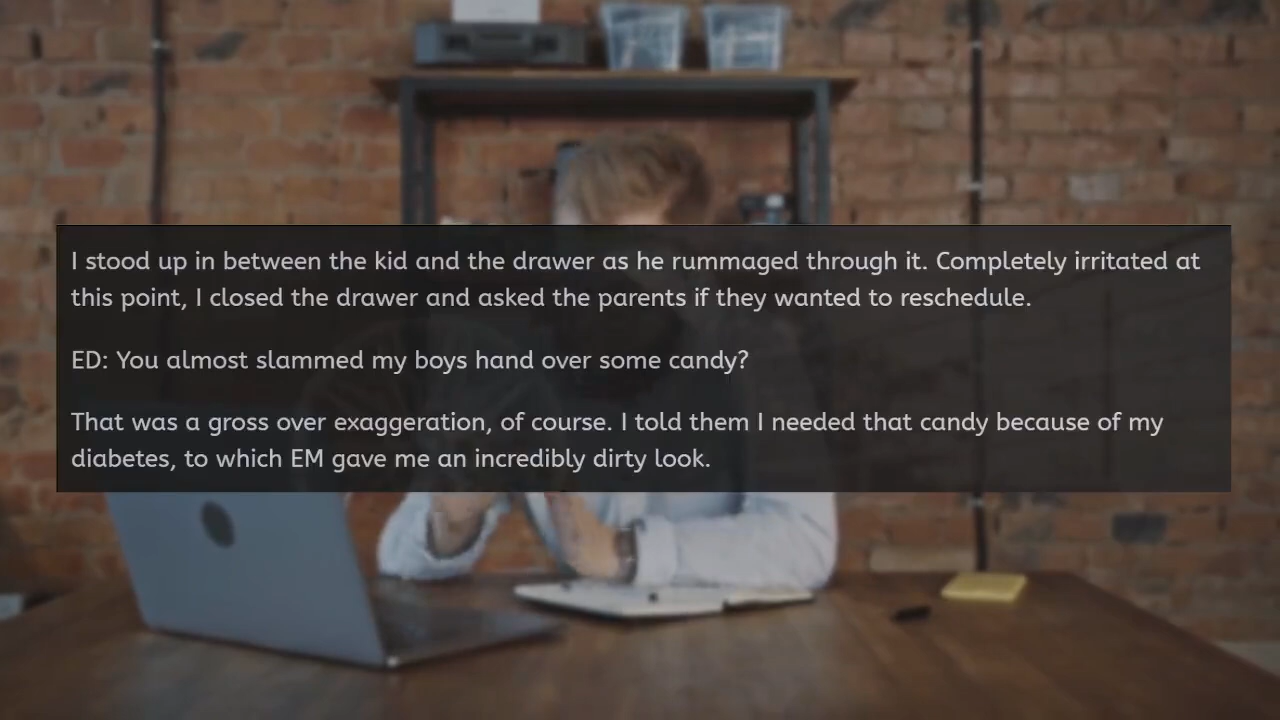 I stood up in between the kid and the drawer as he rummaged through it. Completely irritated at
this point, I closed the drawer and asked the parents if they wanted to reschedule.
ED: You almost slammed my boys hand over some candy?
That was a gross over exaggeration, of course. I told them I needed that candy because of my
diabetes, to which EM gave me an incredibly dirty look.